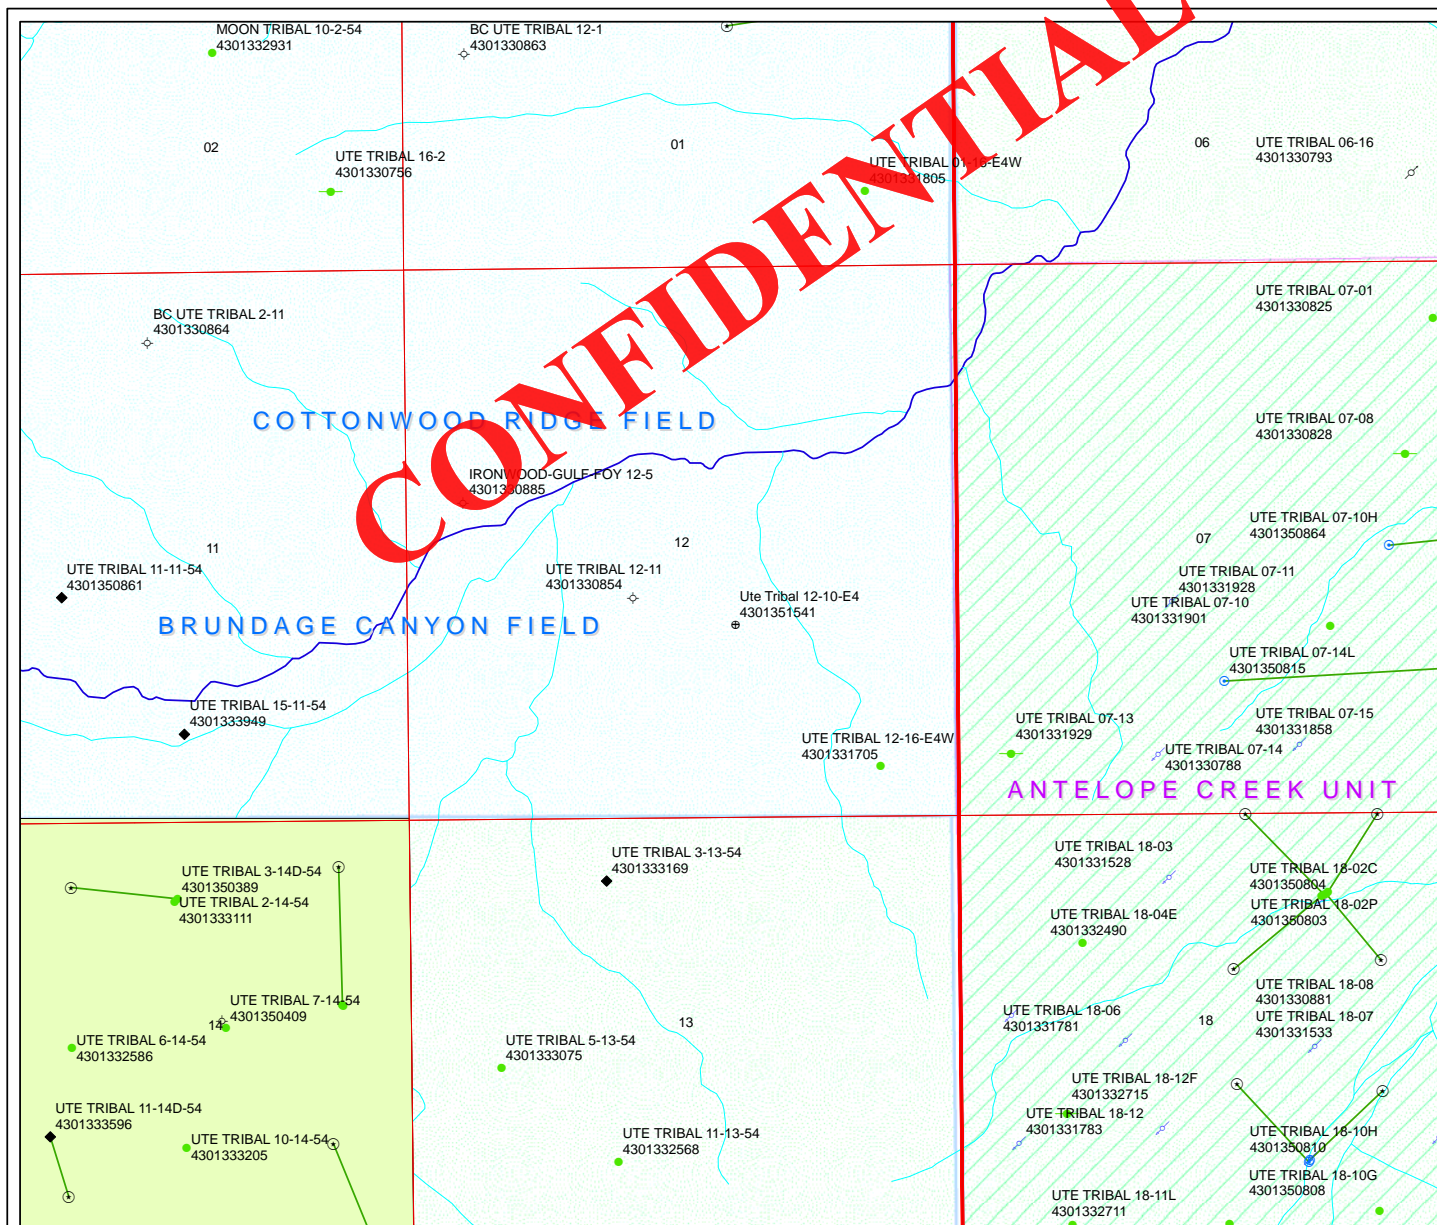 MOON TRIBAL 10-2-54
4301332931
BC UTE TRIBAL 12-1
4301330863
CONFIDENTIAL
02
01
06
UTE TRIBAL 16-2
4301330756
UTE TRIBAL 01-16-E4W
4301331805
UTE TRIBAL 06-16
4301330793
BC UTE TRIBAL 2-11
4301330864
UTE TRIBAL 07-01
4301330825
COTTONWOOD RIDGE FIELD
UTE TRIBAL 07-08
4301330828
IRONWOOD-GULF-FOY 12-5
4301330885
UTE TRIBAL 07-10H
4301350864
11
12
07
UTE TRIBAL 11-11-54
4301350861
UTE TRIBAL 12-11
4301330854
Ute Tribal 12-10-E4
4301351541
UTE TRIBAL 07-11
4301331928
UTE TRIBAL 07-10
4301331901
BRUNDAGE CANYON FIELD
UTE TRIBAL 07-14L
4301350815
UTE TRIBAL 15-11-54
4301333949
UTE TRIBAL 12-16-E4W
4301331705
UTE TRIBAL 07-13
4301331929
UTE TRIBAL 07-15
4301331858
UTE TRIBAL 07-14
4301330788
ANTELOPE CREEK UNIT
UTE TRIBAL 3-14D-54
4301350389
UTE TRIBAL 2-14-54
4301333111
UTE TRIBAL 3-13-54
4301333169
UTE TRIBAL 18-03
4301331528
UTE TRIBAL 18-02C
4301350804
UTE TRIBAL 18-02P
4301350803
UTE TRIBAL 18-04E
4301332490
UTE TRIBAL 7-14-54
4301350409
14
13
18
UTE TRIBAL 18-08
4301330881
UTE TRIBAL 18-06
4301331781
UTE TRIBAL 18-07
4301331533
UTE TRIBAL 6-14-54
4301332586
UTE TRIBAL 5-13-54
4301333075
UTE TRIBAL 18-12F
4301332715
UTE TRIBAL 11-14D-54
4301333596
UTE TRIBAL 18-12
4301331783
UTE TRIBAL 10-14-54
4301333205
UTE TRIBAL 11-13-54
4301332568
UTE TRIBAL 18-10H
4301350810
UTE TRIBAL 18-10G
4301350808
UTE TRIBAL 18-11L
4301332711